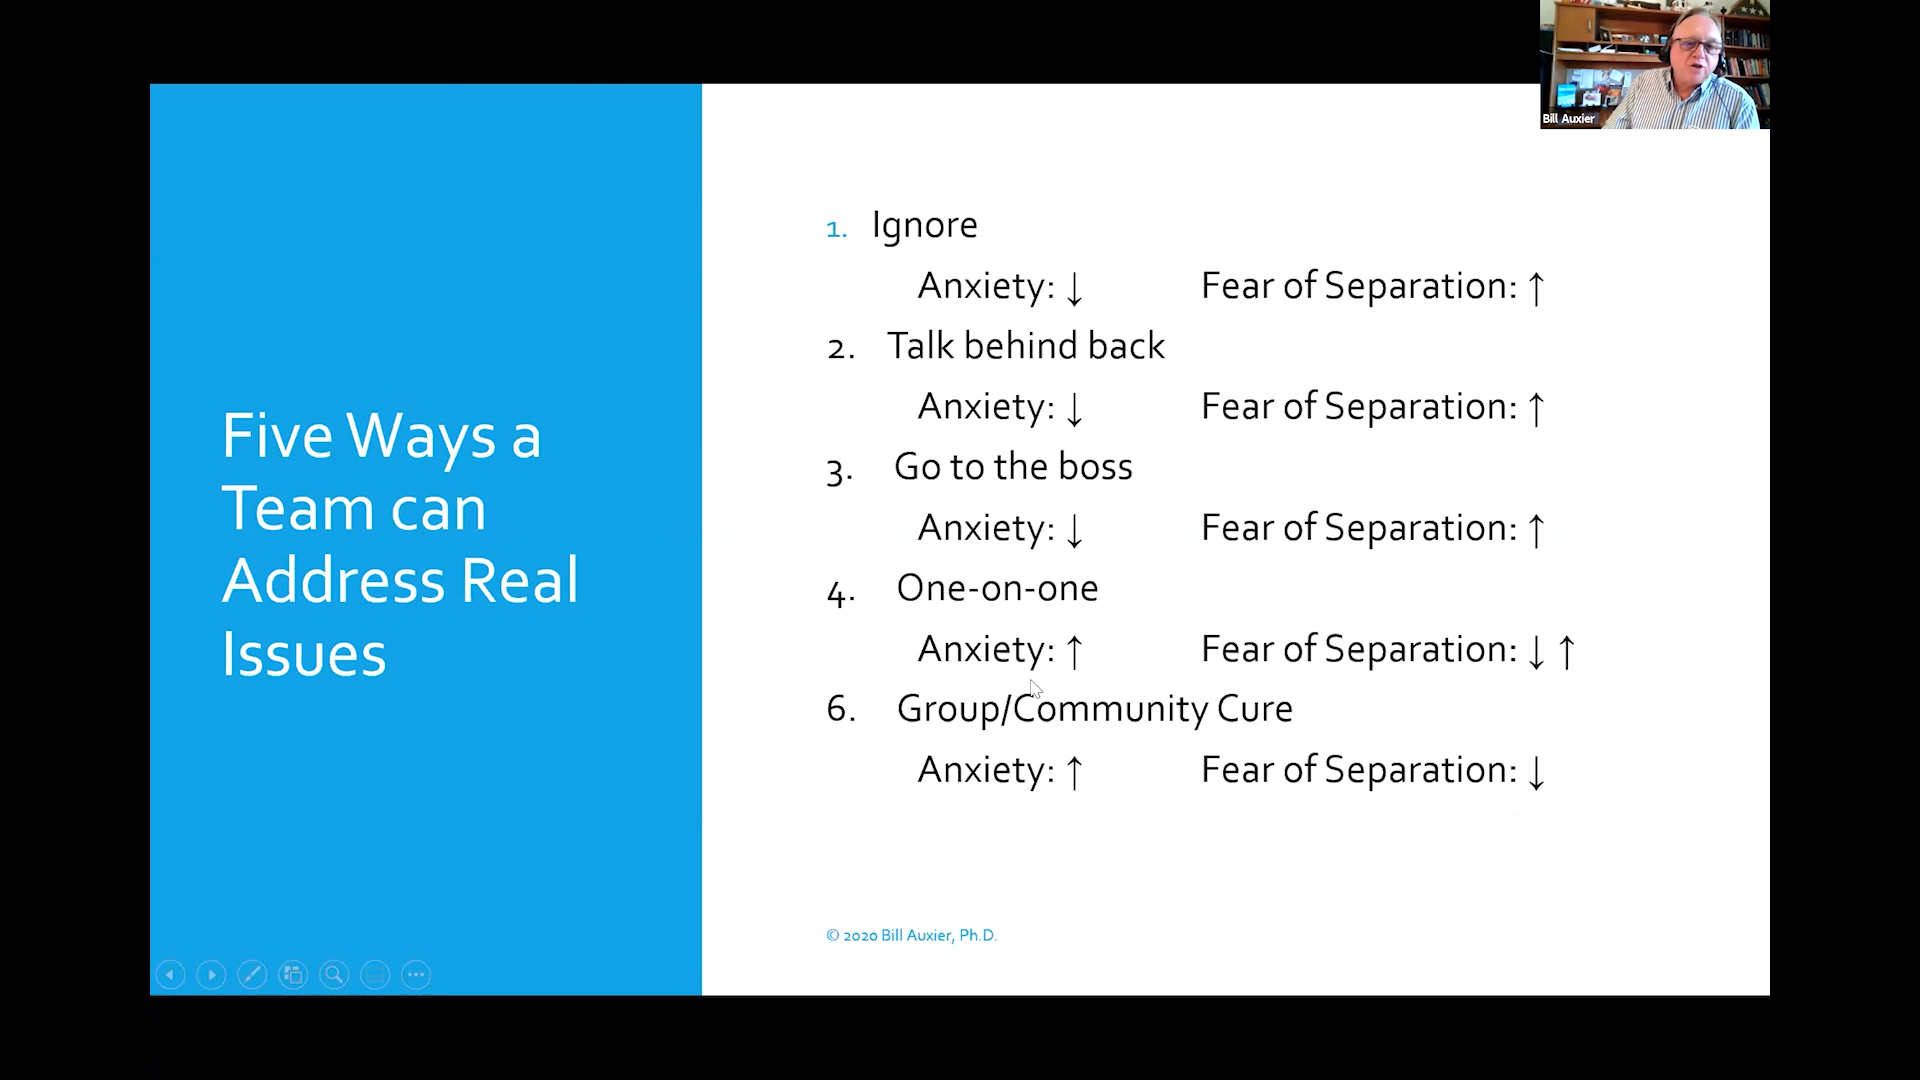 Bill Auxier
Five Ways a
Team can
Address Real
Issues
1. Ignore
Anxiety: ↓ Fear of Separation: ↑
2. Talk behind back
Anxiety: ↓ Fear of Separation: ↑
3. Go to the boss
Anxiety: ↓ Fear of Separation: ↑
4. One-on-one
Anxiety: ↑ Fear of Separation: ↓ ↑
6. Group/Community Cure
Anxiety: ↑ Fear of Separation: ↓
© 2020 Bill Auxier, Ph.D.